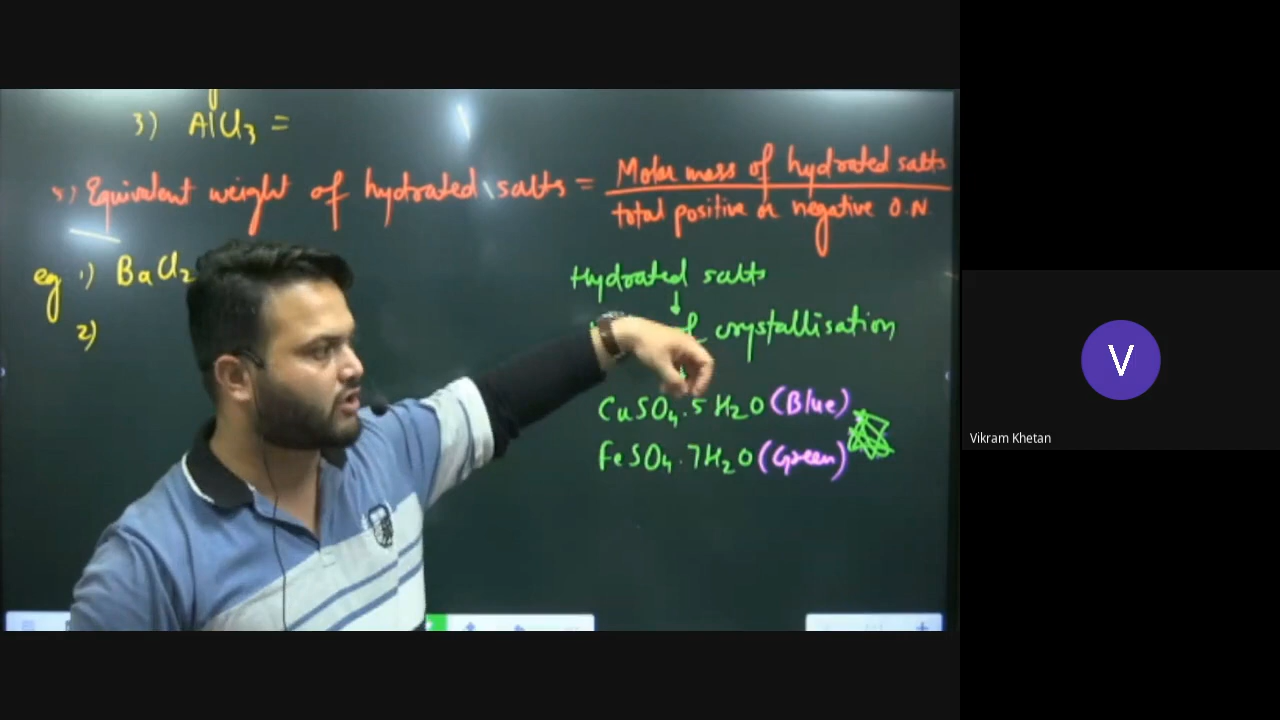 3) AlCl3 =
5) Equivalent weight of hydrated salts = Molar mass of hydrated salts
total positive or negative O.N.
eg 1) BaCl2
2)
Hydrated salts
↓
crystallisation
CuSO4.5H2O (Blue)
FeSO4.7H2O (Green)
V
Vikram Khetan